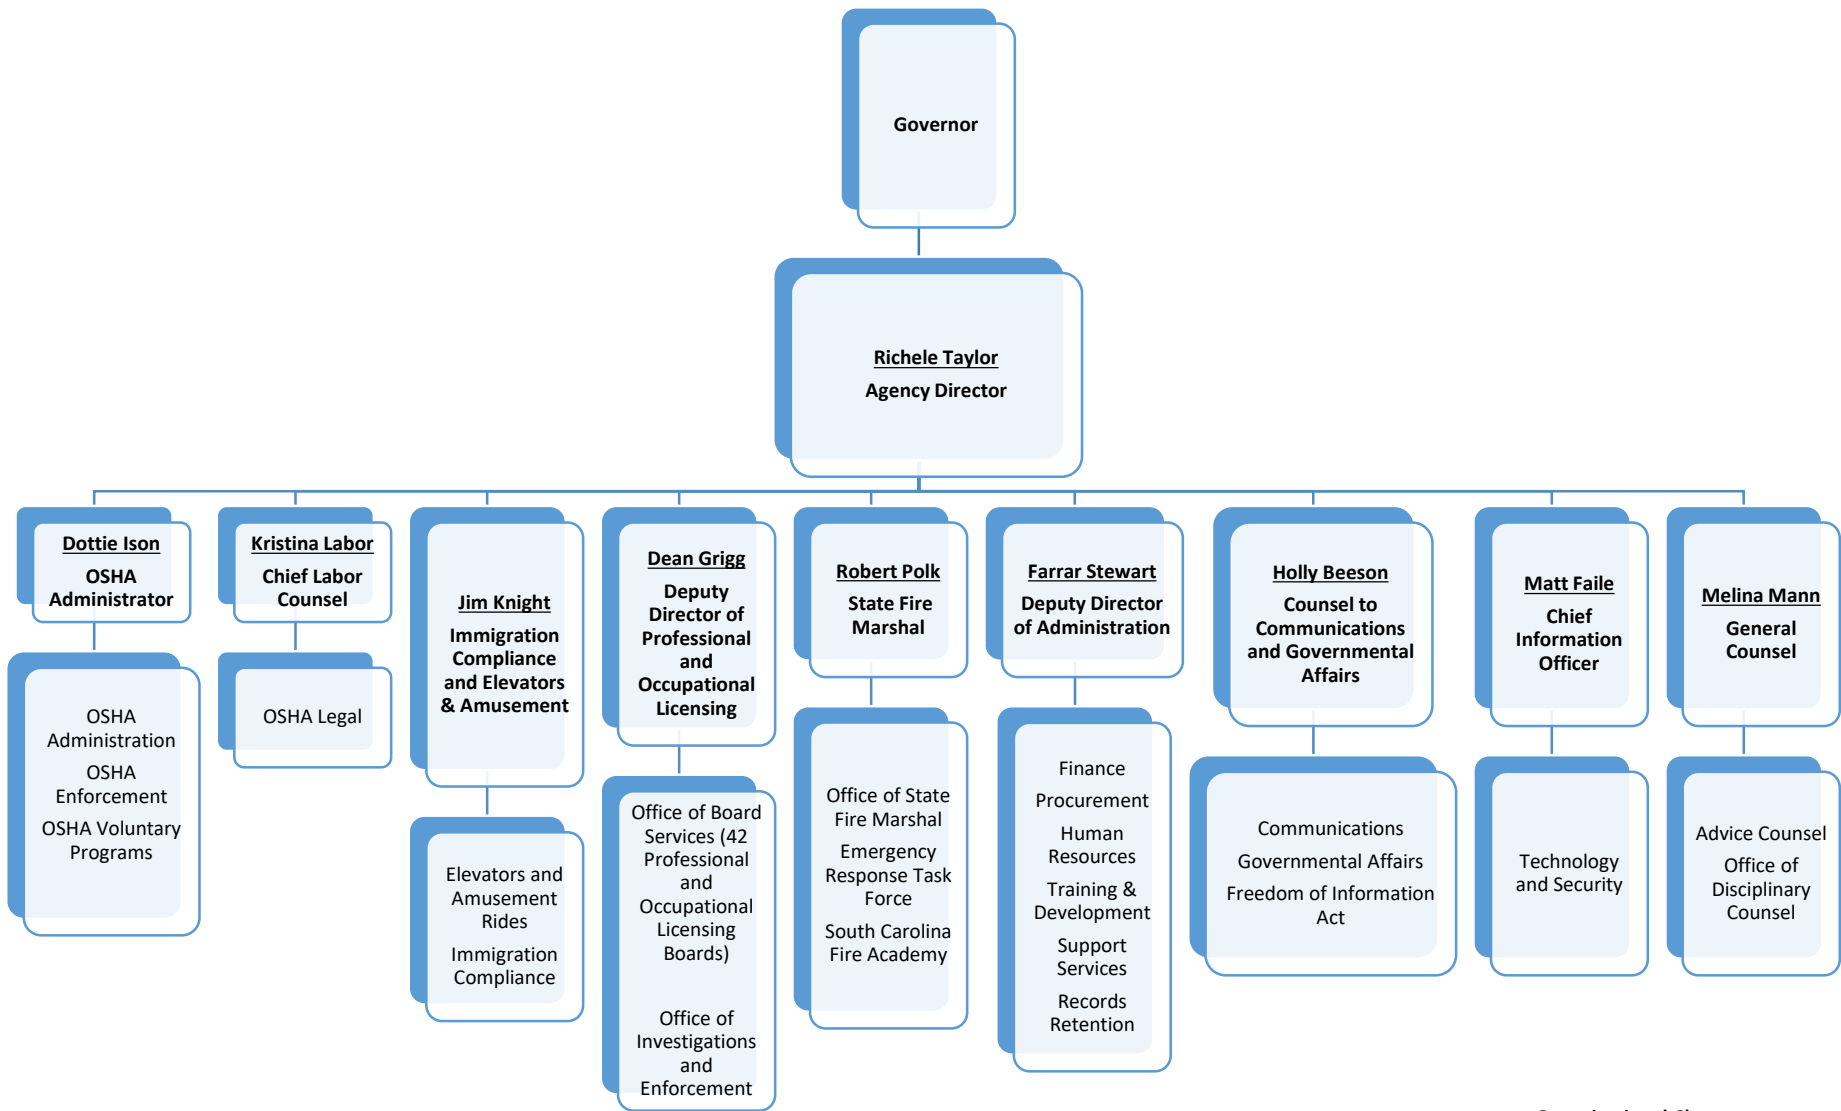 Governor
Richele Taylor
Agency Director
Dottie Ison
OSHA
Administrator
Kristina Labor
Chief Labor
Counsel
Jim Knight
Immigration
Compliance
and Elevators
& Amusement
Dean Grigg
Deputy
Director of
Professional
and
Occupational
Licensing
Robert Polk
State Fire
Marshal
Farrar Stewart
Deputy Director
of Administration
Holly Beeson
Counsel to
Communications
and Governmental
Affairs
Matt Faile
Chief
Information
Officer
Melina Mann
General
Counsel
OSHA
Administration
OSHA
Enforcement
OSHA Voluntary
Programs
OSHA Legal
Elevators and
Amusement
Rides
Immigration
Compliance
Office of Board
Services (42
Professional
and
Occupational
Licensing
Boards)
Office of
Investigations
and
Enforcement
Office of State
Fire Marshal
Emergency
Response Task
Force
South Carolina
Fire Academy
Finance
Procurement
Human
Resources
Training &
Development
Support
Services
Records
Retention
Communications
Governmental Affairs
Freedom of Information
Act
Technology
and Security
Advice Counsel
Office of
Disciplinary
Counsel